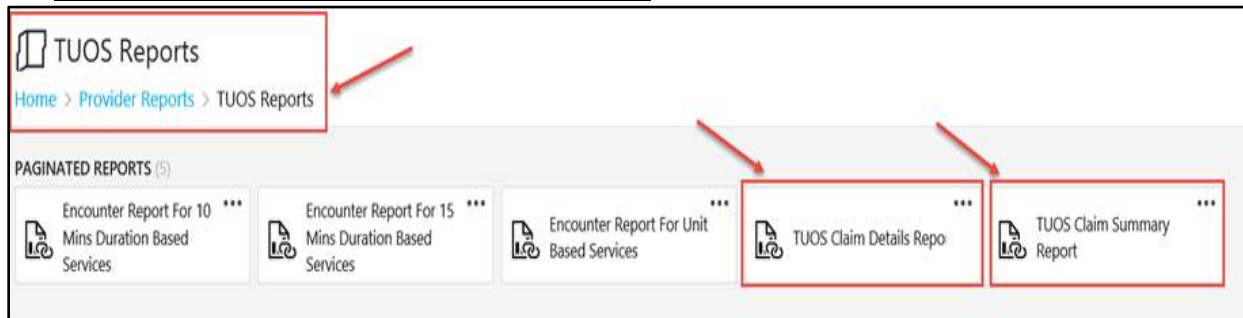 TUOS Reports
Home > Provider Reports > TUOS Reports
PAGINATED REPORTS (5)
Encounter Report For 10
Mins Duration Based
Services
Encounter Report For 15
Mins Duration Based
Services
Encounter Report For Unit
Based Services
TUOS Claim Details Repo
TUOS Claim Summary
Report